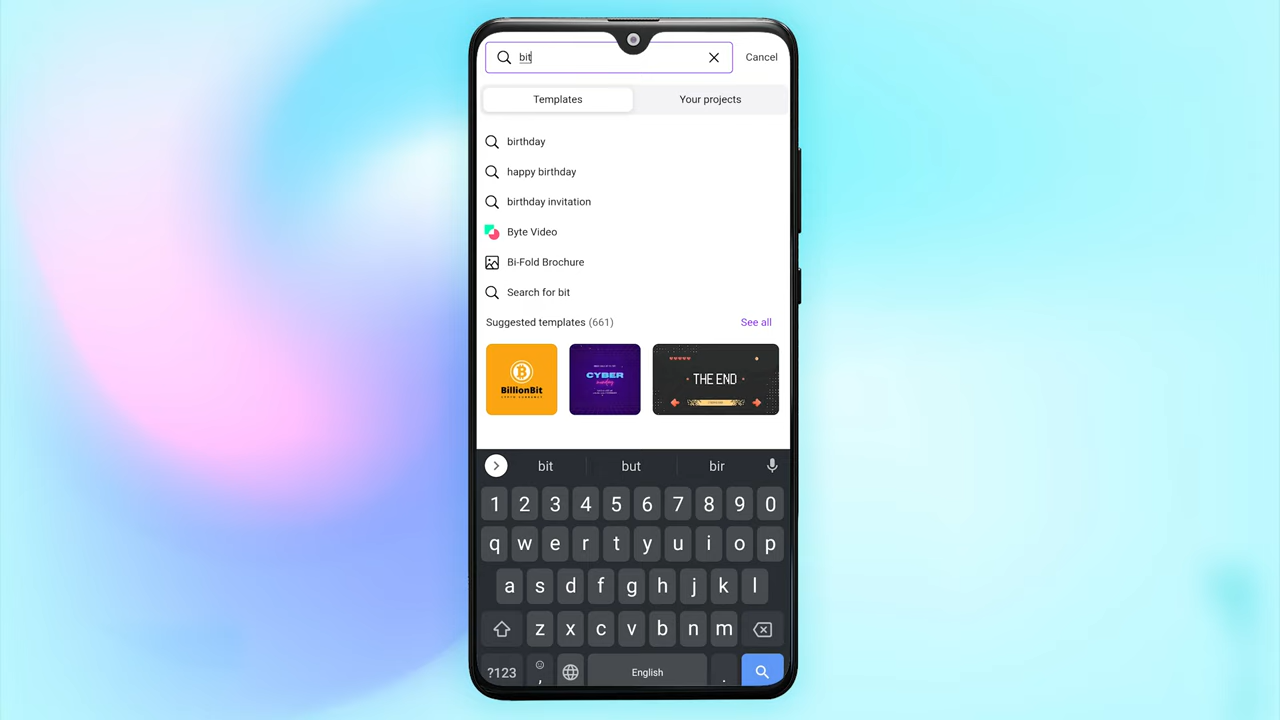 bit
Cancel
Templates
Your projects
birthday
happy birthday
birthday invitation
Byte Video
Bi-Fold Brochure
Search for bit
Suggested templates (661)
See all
BillionBit
CYBER
THE END
bit but bir
1 2 3 4 5 6 7 8 9 0
q w e r t y u i o p
a s d f g h j k l
z x c v b n m
?123 , English .